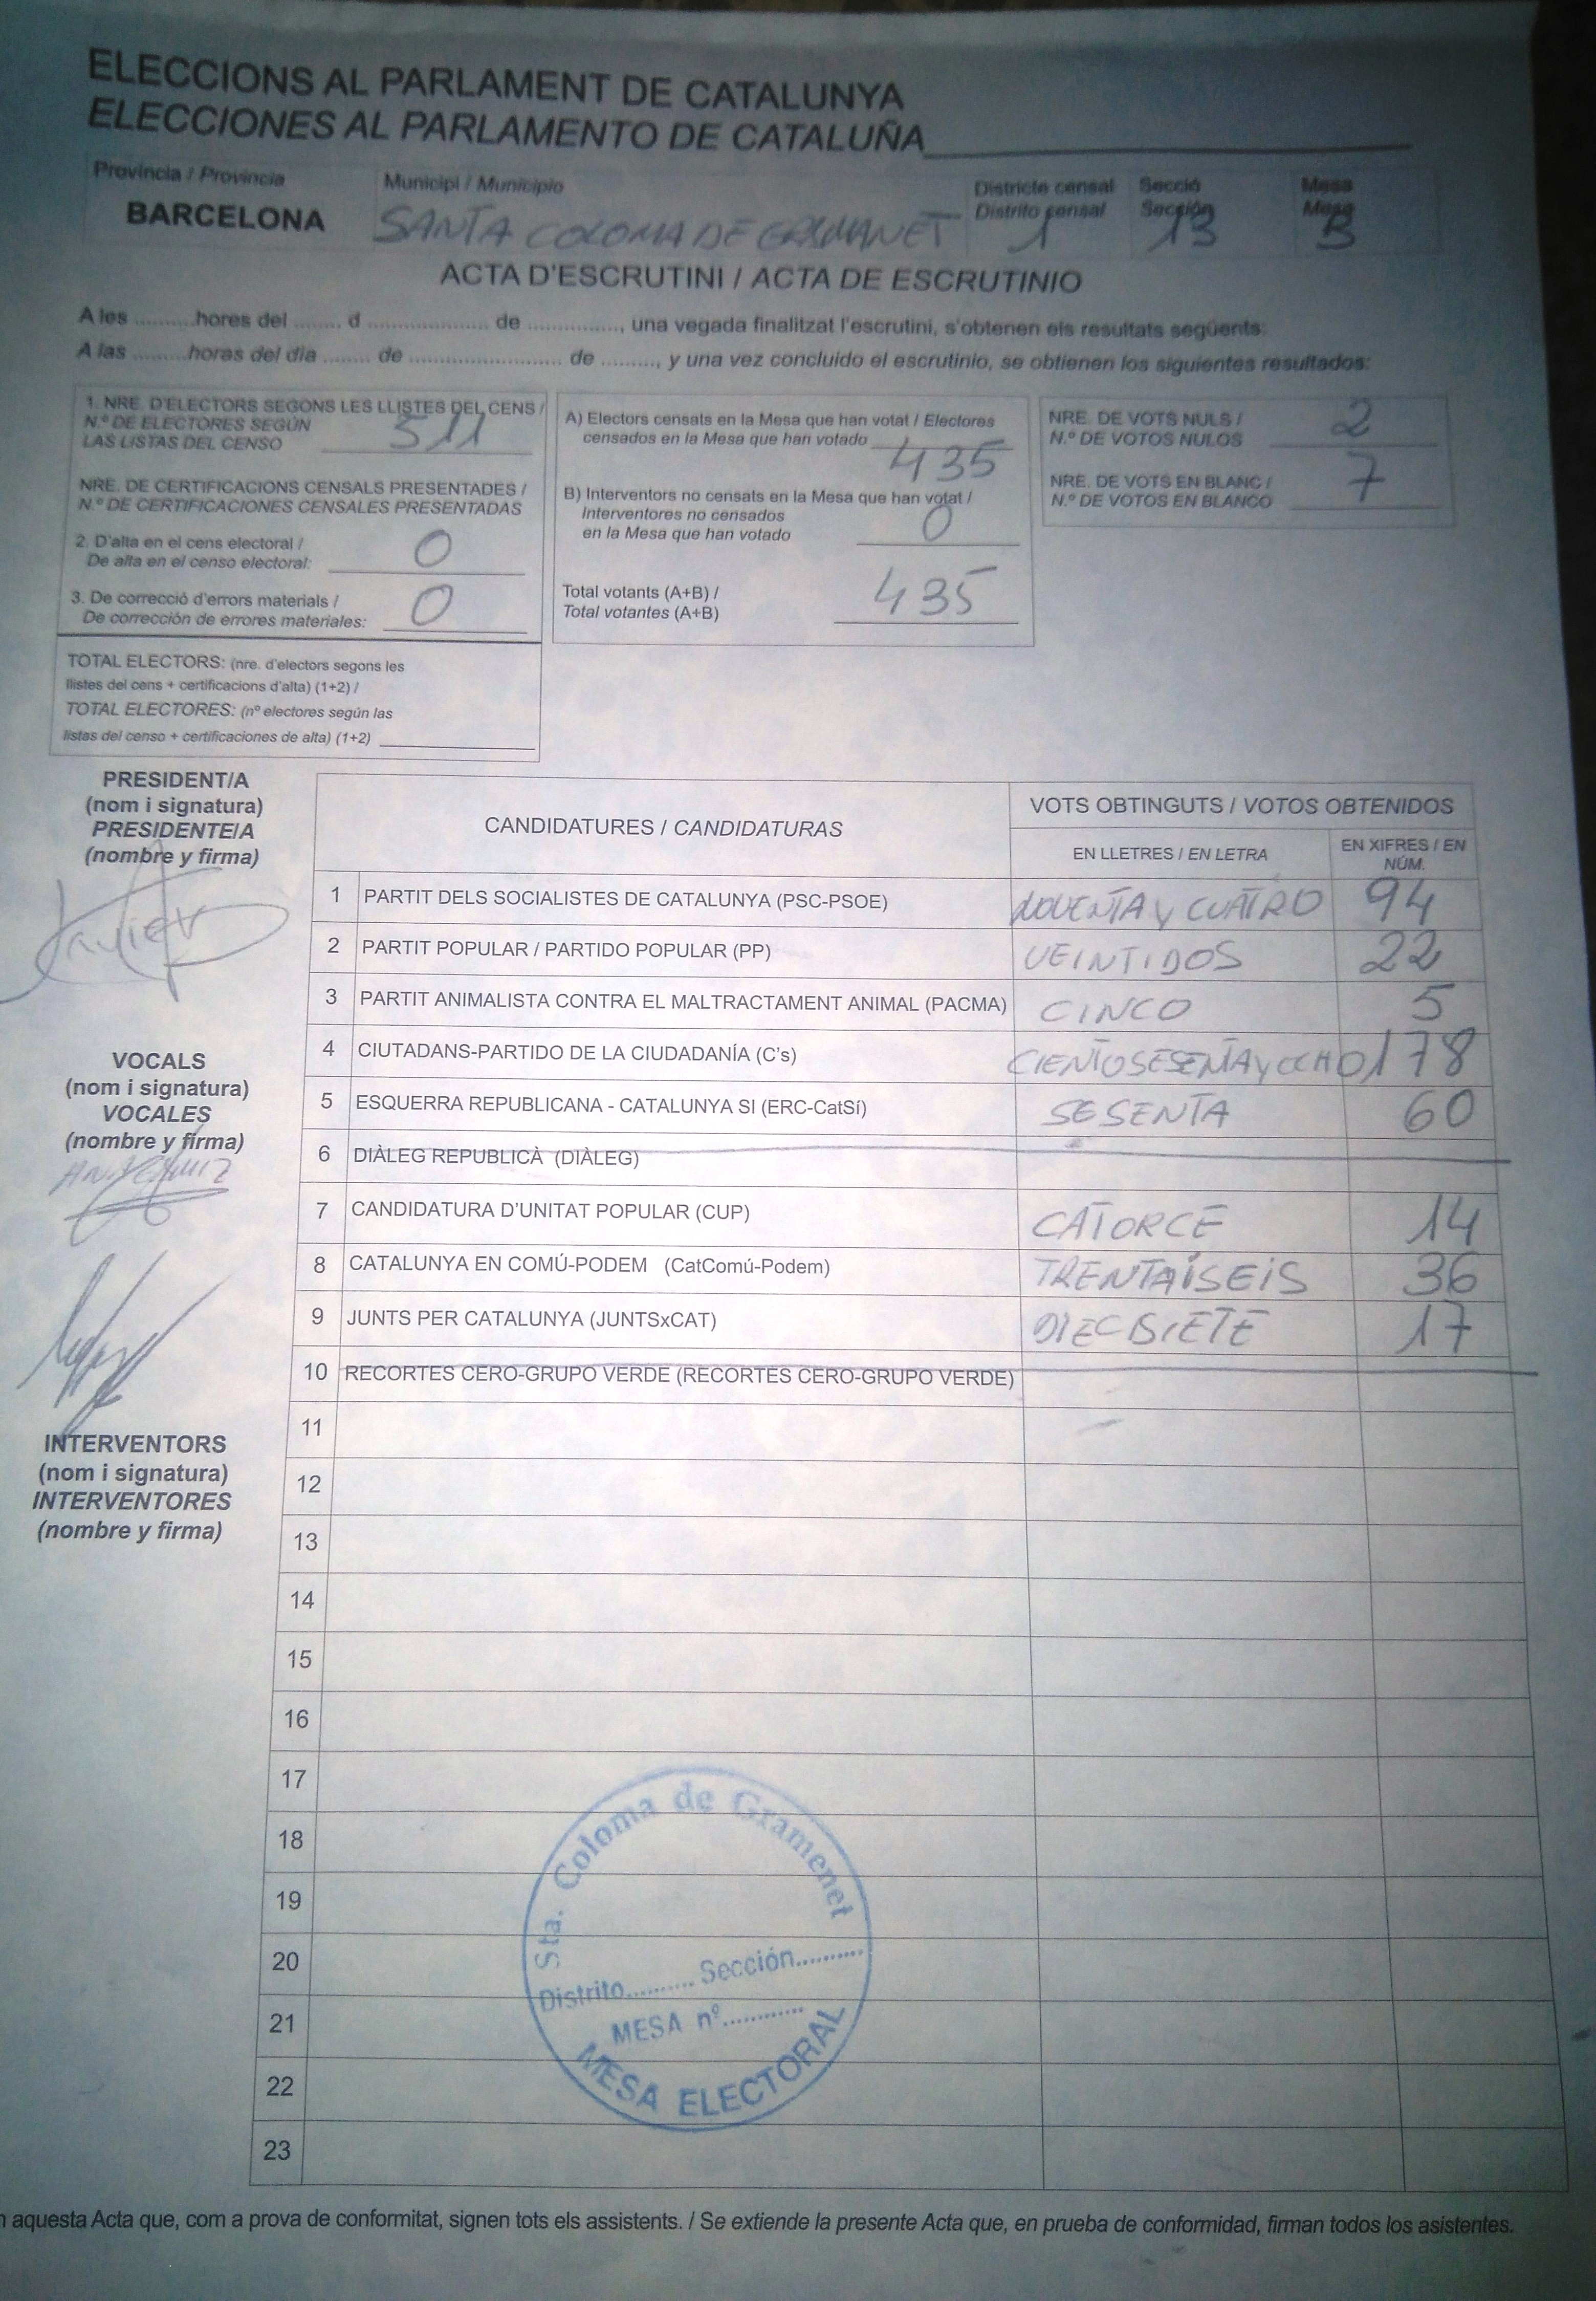 ELECCIONS AL PARLAMENT DE CATALUNYA
ELECCIONES AL PARLAMENTO DE CATALUÑA
Província / Provincia
Municipi / Municipio
Districte censal
Distrito censal
Secció
Sección
Mesa
Mesa
BARCELONA
SANTA COLOMA DE GRAMANET
1
13
B
ACTA D'ESCRUTINI / ACTA DE ESCRUTINIO
A les .......... hores del ........ d ..................... de ................, una vegada finalitzat l'escrutini, s'obtenen els resultats següents:
A las .......... horas del día ........ de ........................... de ........., y una vez concluido el escrutinio, se obtienen los siguientes resultados:
1. NRE. D'ELECTORS SEGONS LES LLISTES DEL CENS /
N.º DE ELECTORES SEGÚN
LAS LISTAS DEL CENSO 511
NRE. DE CERTIFICACIONS CENSALS PRESENTADES /
N.º DE CERTIFICACIONES CENSALES PRESENTADAS
2. D'alta en el cens electoral /
De alta en el censo electoral: 0
3. De correcció d'errors materials /
De corrección de errores materiales: 0
TOTAL ELECTORS: (nre. d'electors segons les
llistes del cens + certificacions d'alta) (1+2) /
TOTAL ELECTORES: (nº electores según las
listas del censo + certificaciones de alta) (1+2)
A) Electors censats en la Mesa que han votat / Electores
censados en la Mesa que han votado 435
B) Interventors no censats en la Mesa que han votat /
Interventores no censados
en la Mesa que han votado 0
Total votants (A+B) /
Total votantes (A+B) 435
NRE. DE VOTS NULS /
N.º DE VOTOS NULOS 2
NRE. DE VOTS EN BLANC /
N.º DE VOTOS EN BLANCO 7
PRESIDENT/A
(nom i signatura)
PRESIDENTE/A
(nombre y firma)
Javier
VOCALS
(nom i signatura)
VOCALES
(nombre y firma)
INTERVENTORS
(nom i signatura)
INTERVENTORES
(nombre y firma)
CANDIDATURES / CANDIDATURAS
VOTS OBTINGUTS / VOTOS OBTENIDOS
EN LLETRES / EN LETRA
EN XIFRES / EN
NÚM.
1 PARTIT DELS SOCIALISTES DE CATALUNYA (PSC-PSOE) NOVENTA Y CUATRO 94
2 PARTIT POPULAR / PARTIDO POPULAR (PP) VEINTIDOS 22
3 PARTIT ANIMALISTA CONTRA EL MALTRACTAMENT ANIMAL (PACMA) CINCO 5
4 CIUTADANS-PARTIDO DE LA CIUDADANÍA (C's) CIENTO SESENTA y OCHO 178
5 ESQUERRA REPUBLICANA - CATALUNYA SI (ERC-CatSí) SESENTA 60
6 DIÀLEG REPUBLICÀ (DIÀLEG)
7 CANDIDATURA D'UNITAT POPULAR (CUP) CATORCE 14
8 CATALUNYA EN COMÚ-PODEM (CatComú-Podem) TRENTAISEIS 36
9 JUNTS PER CATALUNYA (JUNTSxCAT) DIECISIETE 17
10 RECORTES CERO-GRUPO VERDE (RECORTES CERO-GRUPO VERDE)
11
12
13
14
15
16
17
18
19
20
21
22
23
Sta. Coloma de Gramenet
Distrito.......... Sección..........
MESA nº............
MESA ELECTORAL
aquesta Acta que, com a prova de conformitat, signen tots els assistents. / Se extiende la presente Acta que, en prueba de conformidad, firman todos los asistentes.